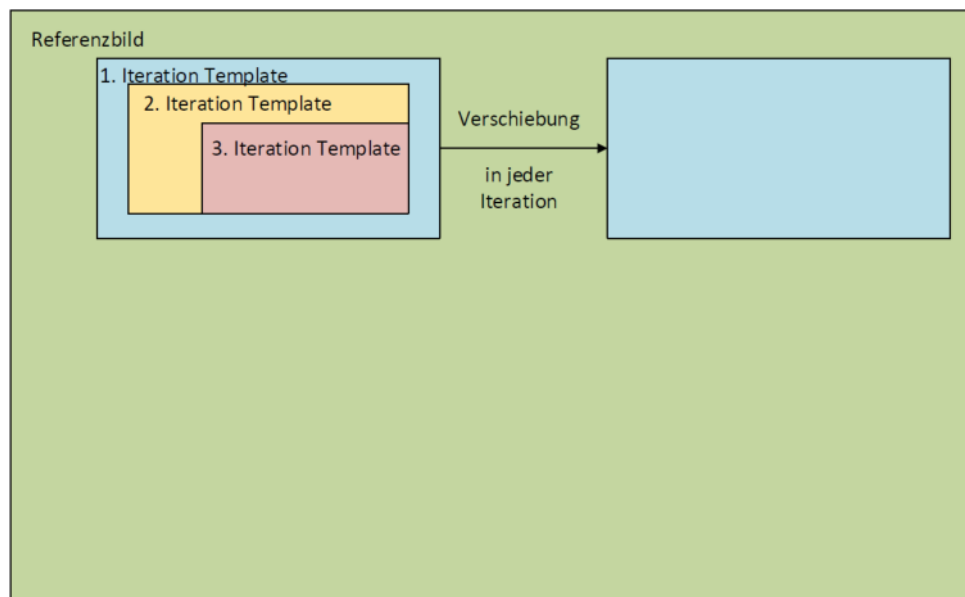 Referenzbild
1. Iteration Template
2. Iteration Template
3. Iteration Template
Verschiebung
in jeder
Iteration